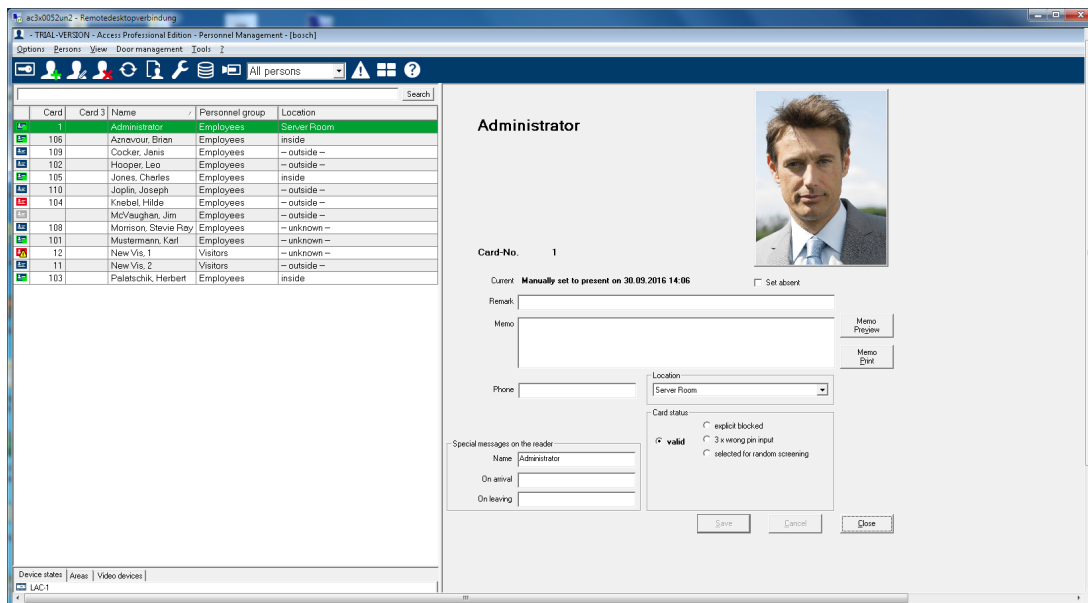 ac3x0052un2 - Remotedesktopverbindung
- TRIAL-VERSION - Access Professional Edition - Personnel Management - [bosch]
Options Persons View Door management Tools ?
All persons
Search
Card Card 3 Name Personnel group Location
1 Administrator Employees Server Room
106 Aznavour, Brian Employees inside
109 Cocker, Janis Employees -- outside --
102 Hooper, Leo Employees -- outside --
105 Jones, Charles Employees inside
110 Joplin, Joseph Employees -- outside --
104 Knebel, Hilde Employees -- outside --
McVaughan, Jim Employees -- outside --
108 Morrison, Stevie Ray Employees -- unknown --
101 Mustermann, Karl Employees -- unknown --
12 New Vis, 1 Visitors -- unknown --
11 New Vis, 2 Visitors -- outside --
103 Palatschik, Herbert Employees inside
Device states Areas Video devices
LAC-1
Administrator
Card-No. 1
Current Manually set to present on 30.09.2016 14:06
Set absent
Remark
Memo
Memo Preview
Memo Print
Phone
Location
Server Room
Card status
valid
explicit blocked
3 x wrong pin input
selected for random screening
Special messages on the reader
Name Administrator
On arrival
On leaving
Save Cancel Close